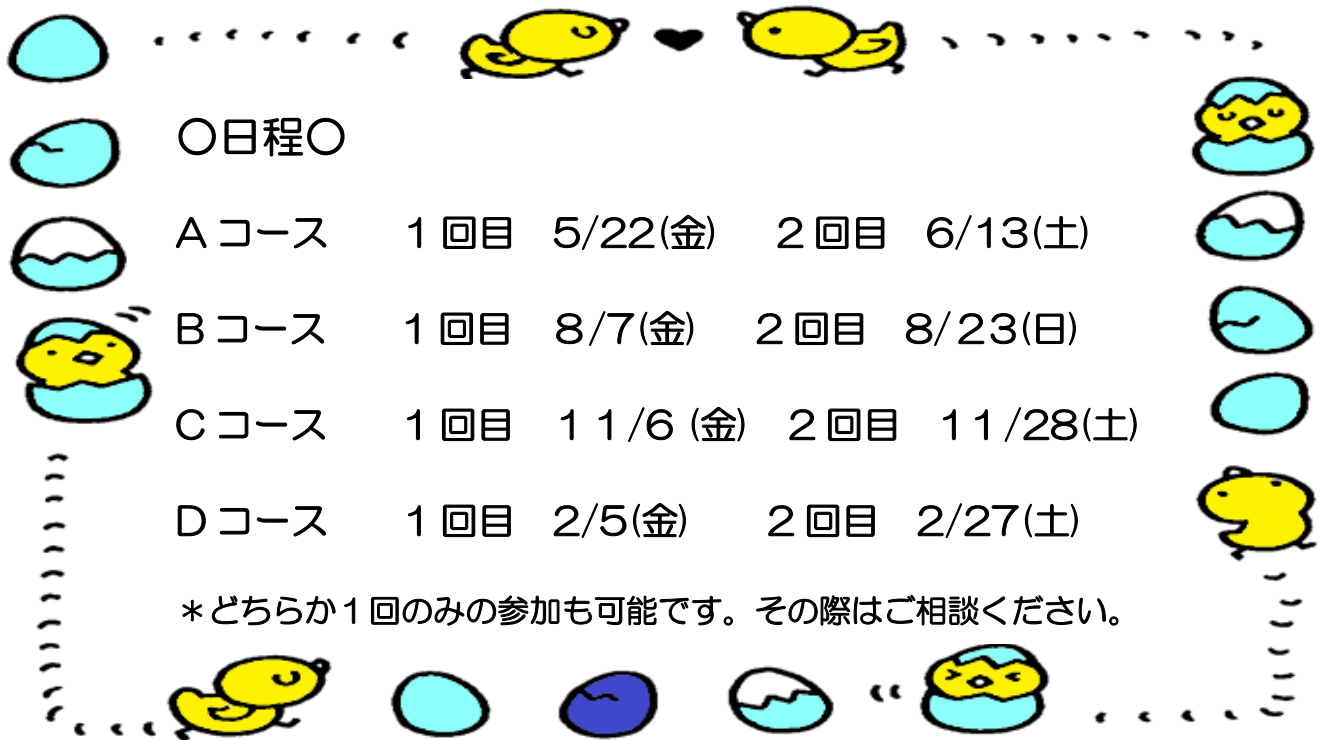 〇日程〇
Aコース　１回目　5/22(金)　２回目　6/13(土)
Bコース　１回目　8/7(金)　２回目　8/23(日)
Cコース　１回目　１１/6 (金)　２回目　11/28(土)
Dコース　１回目　2/5(金)　２回目　2/27(土)
＊どちらか１回のみの参加も可能です。その際はご相談ください。